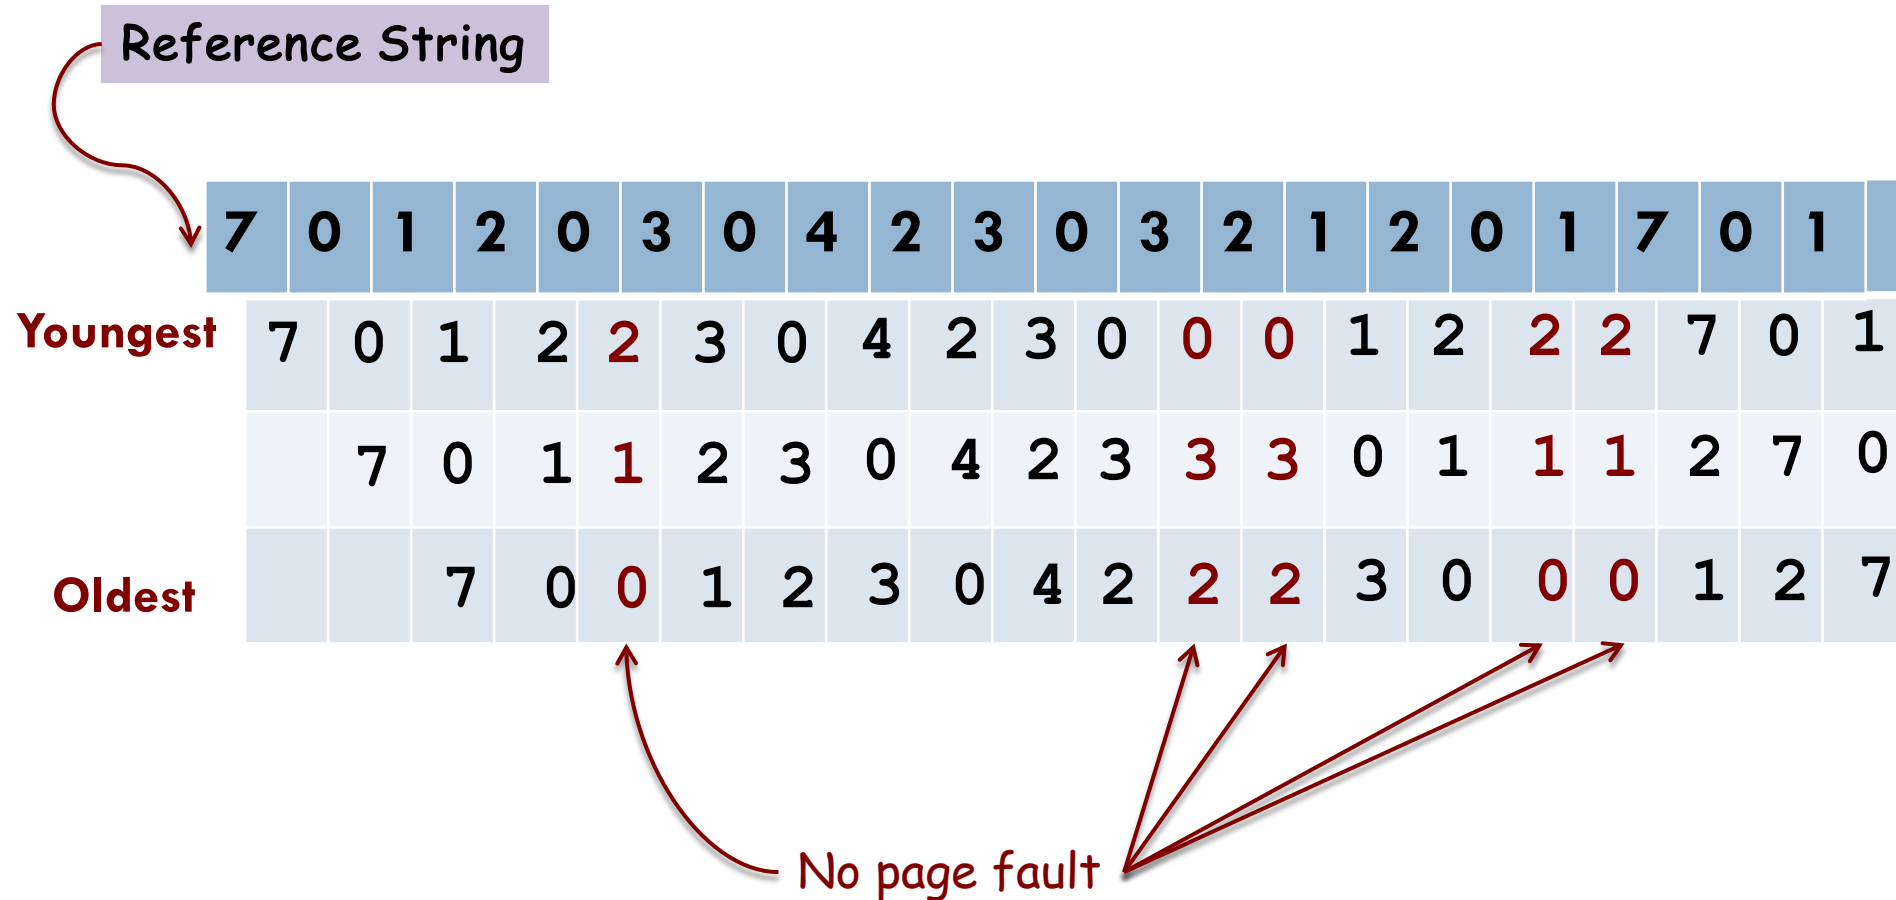 Reference String
7 0 1 2 0 3 0 4 2 3 0 3 2 1 2 0 1 7 0 1
Youngest 7 0 1 2 2 3 0 4 2 3 0 0 0 1 2 2 2 7 0 1
7 0 1 1 2 3 0 4 2 3 3 3 0 1 1 1 2 7 0
Oldest 7 0 0 1 2 3 0 4 2 2 2 3 0 0 0 1 2 7
No page fault